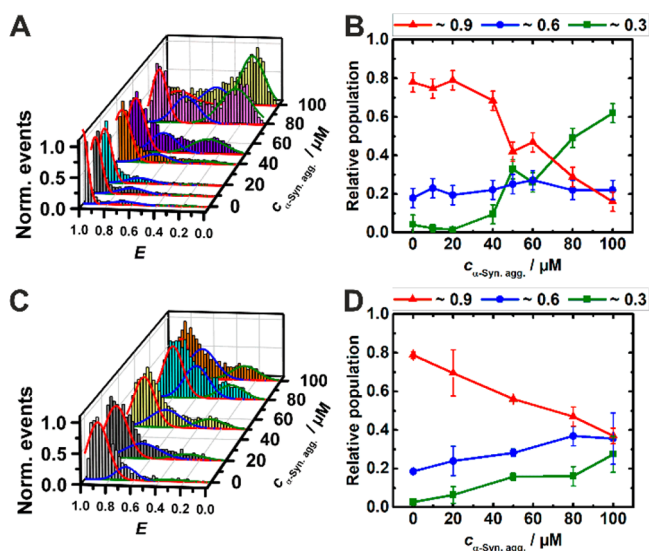 A
Norm. events
1.0
0.5
0.0
1.0 0.8 0.6 0.4 0.2 0.0
E
0
20
40
60
80
100
c α-Syn. agg. / µM
B
~ 0.9 ~ 0.6 ~ 0.3
Relative population
1.0
0.8
0.6
0.4
0.2
0.0
0 20 40 60 80 100
c α-Syn. agg. / µM
C
Norm. events
1.0
0.5
0.0
1.0 0.8 0.6 0.4 0.2 0.0
E
0
20
40
60
80
100
c α-Syn. agg. / µM
D
~ 0.9 ~ 0.6 ~ 0.3
Relative population
1.0
0.8
0.6
0.4
0.2
0.0
0 20 40 60 80 100
c α-Syn. agg. / µM